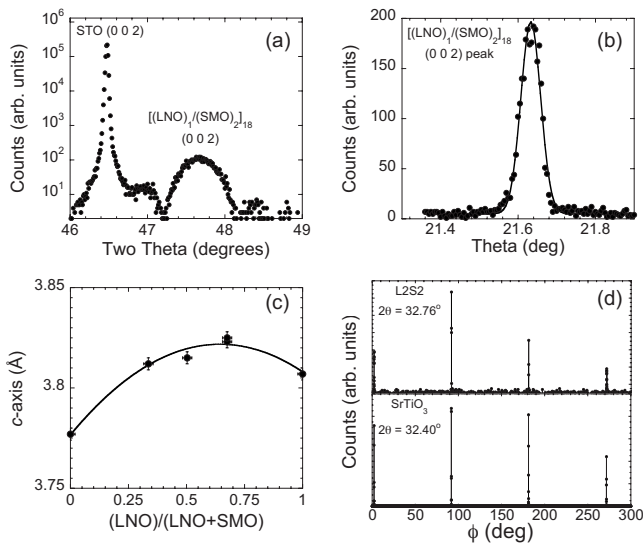 (a)
STO (0 0 2)
[(LNO)1/(SMO)2]18
(0 0 2)
Counts (arb. units)
10^6
10^5
10^4
10^3
10^2
10^1
46 47 48 49
Two Theta (degrees)
(b)
[(LNO)1/(SMO)2]18
(0 0 2) peak
Counts (arb. units)
200
150
100
50
0
21.4 21.6 21.8
Theta (deg)
(c)
c-axis (Å)
3.85
3.8
3.75
0 0.25 0.5 0.75 1
(LNO)/(LNO+SMO)
(d)
L2S2
2θ = 32.76°
SrTiO3
2θ = 32.40°
Counts (arb. units)
0 50 100 150 200 250 300
ϕ (deg)